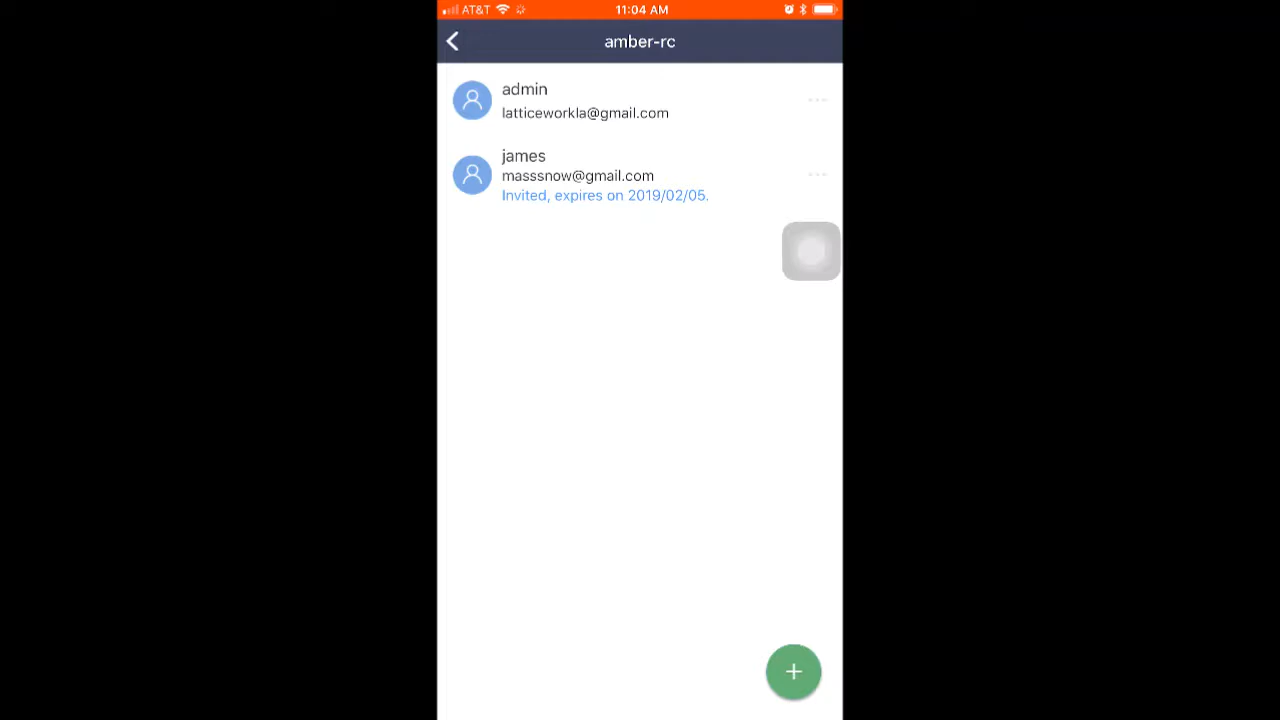 AT&T 11:04 AM
amber-rc
admin
latticeworkla@gmail.com
james
masssnow@gmail.com
Invited, expires on 2019/02/05.